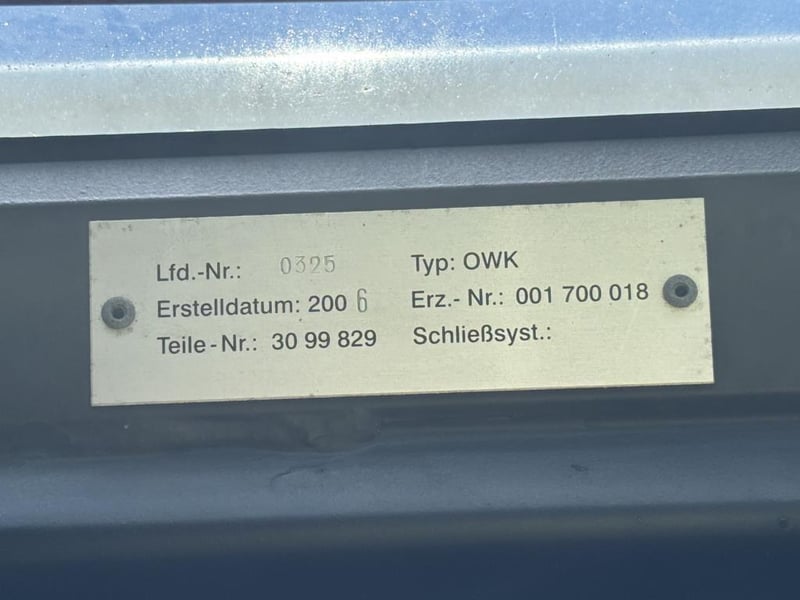 Lfd.-Nr.: 0325 Typ: OWK
Erstelldatum: 2006 Erz.- Nr.: 001 700 018
Teile-Nr.: 30 99 829 Schließsyst.: